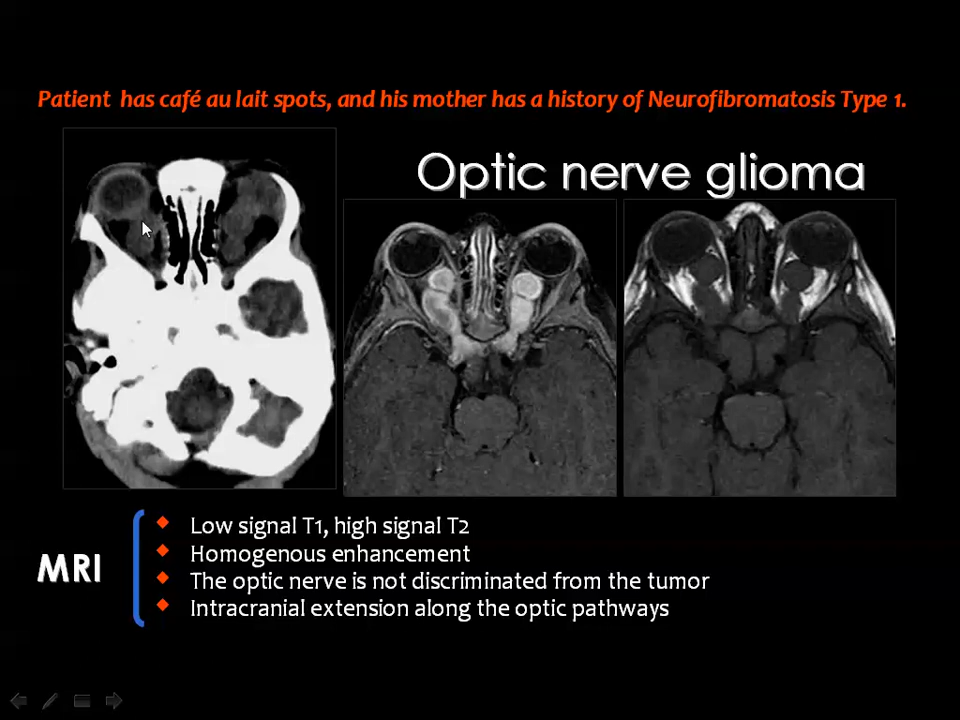 Patient  has café au lait spots, and his mother has a history of Neurofibromatosis Type 1.
Optic nerve glioma
MRI
Low signal T1, high signal T2
Homogenous enhancement
The optic nerve is not discriminated from the tumor
Intracranial extension along the optic pathways